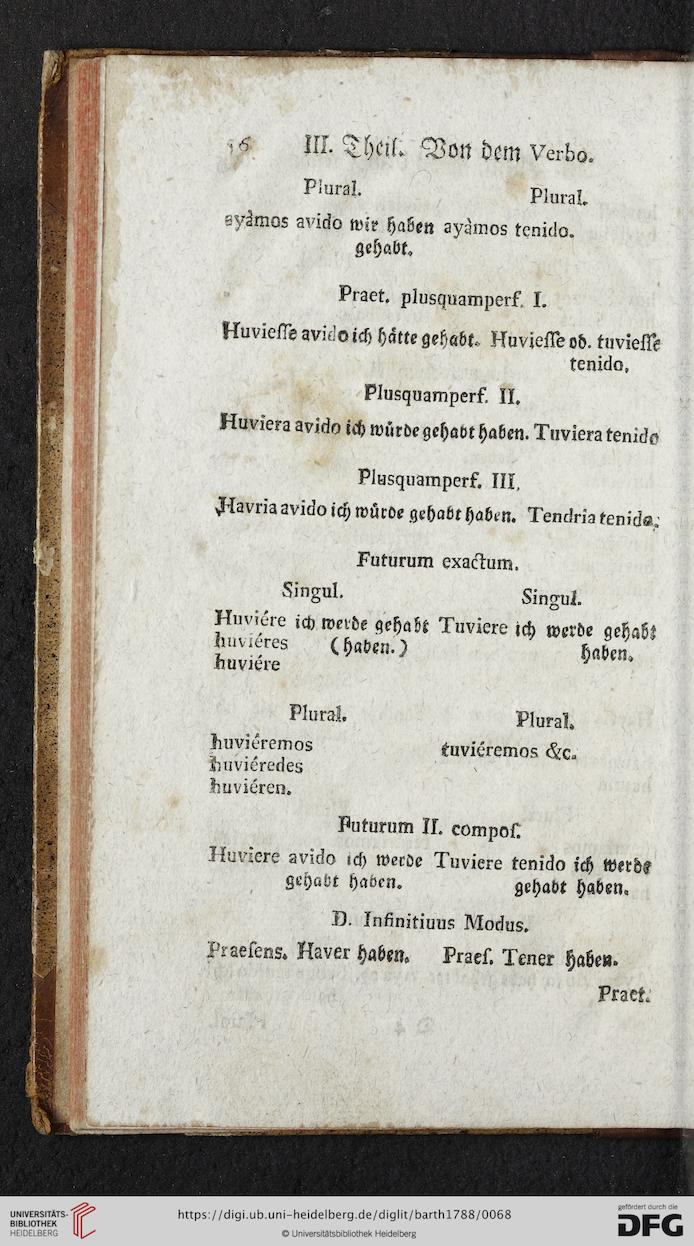 56 III. Theil. Von dem Verbo.
Plural. Plural.
ayàmos avido wir haben ayàmos tenido.
gehabt.
Praet. plusquamperf. I.
Huvieſſe avido ich hätte gehabt. Huvieſſe od. tuvieſſe
tenido.
Plusquamperf. II.
Huviera avido ich würde gehabt haben. Tuviera tenido
Plusquamperf. III.
Havria avido ich würde gehabt haben. Tendria tenido.
Futurum exactum.
Singul. Singul.
Huviére ich werde gehabt Tuviere ich werde gehabt
huviéres (haben.) haben.
huviére
Plural. Plural.
huviéremos tuviéremos &c.
huviéredes
huviéren.
Futurum II. compoſ.
Huviere avido ich werde Tuviere tenido ich werde
gehabt haben. gehabt haben.
D. Infinitiuus Modus.
Praeſens. Haver haben. Praeſ. Tener haben.
Praet.
UNIVERSITÄTS-
BIBLIOTHEK
HEIDELBERG
https://digi.ub.uni-heidelberg.de/diglit/barth1788/0068
© Universitätsbibliothek Heidelberg
gefördert durch die
DFG